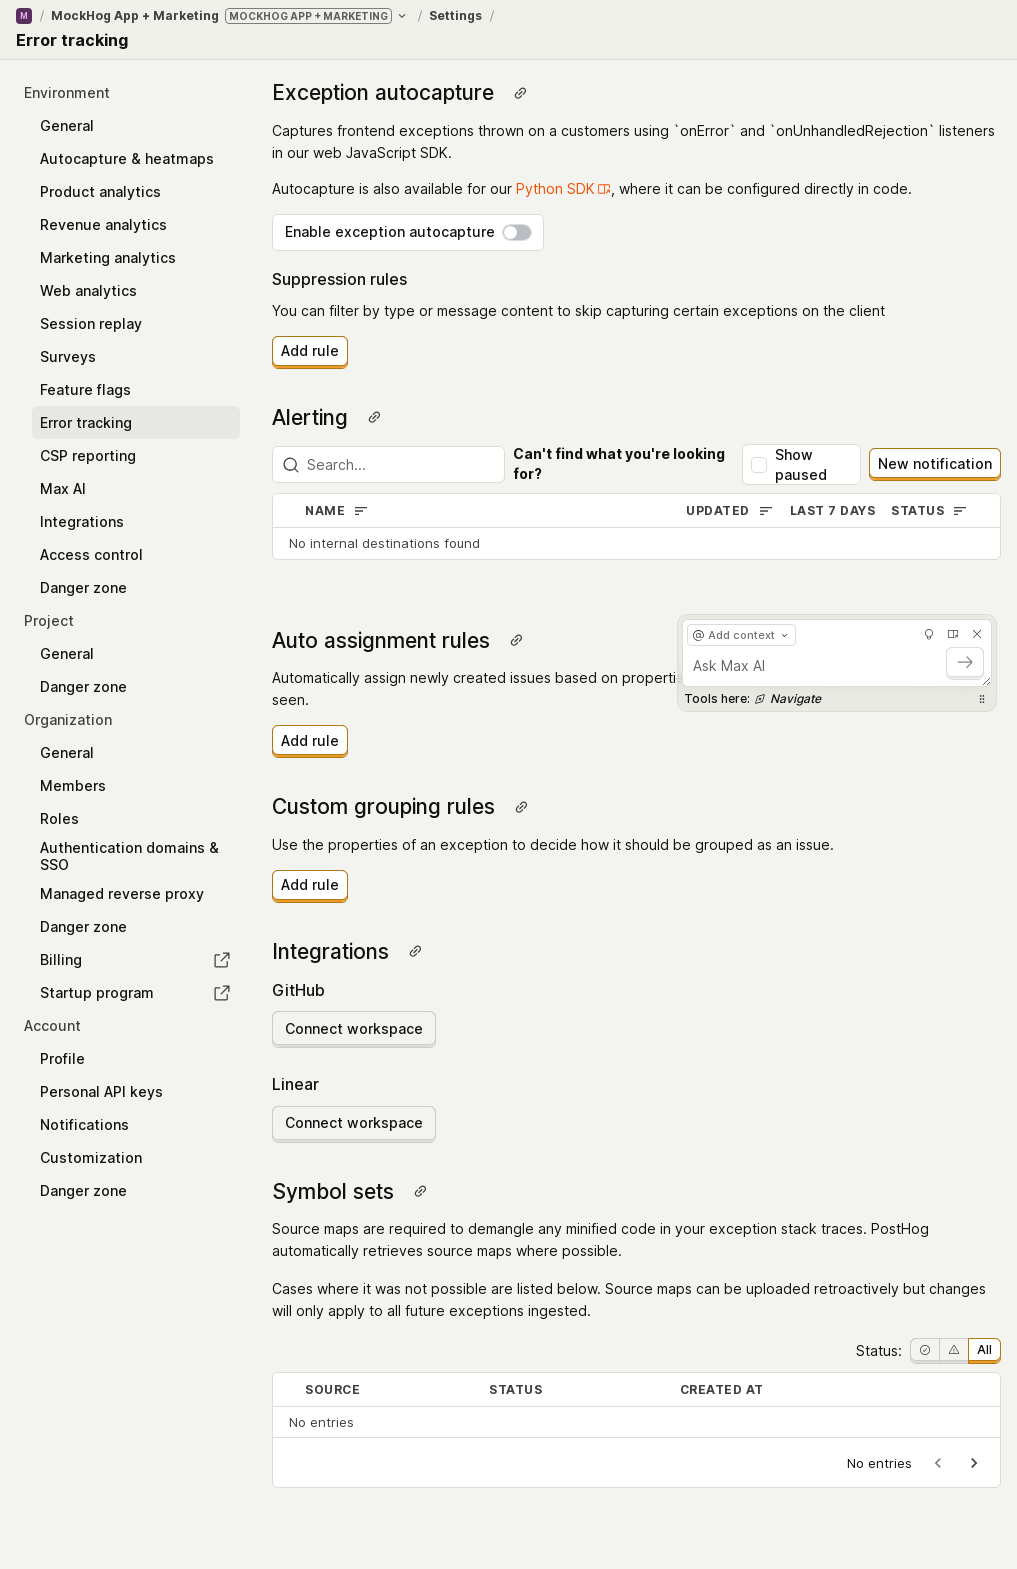 M / MockHog App + Marketing MOCKHOG APP + MARKETING / Settings /
Error tracking
Environment
General
Autocapture & heatmaps
Product analytics
Revenue analytics
Marketing analytics
Web analytics
Session replay
Surveys
Feature flags
Error tracking
CSP reporting
Max AI
Integrations
Access control
Danger zone
Project
General
Danger zone
Organization
General
Members
Roles
Authentication domains &
SSO
Managed reverse proxy
Danger zone
Billing
Startup program
Account
Profile
Personal API keys
Notifications
Customization
Danger zone
Exception autocapture
Captures frontend exceptions thrown on a customers using `onError` and `onUnhandledRejection` listeners
in our web JavaScript SDK.
Autocapture is also available for our Python SDK, where it can be configured directly in code.
Enable exception autocapture
Suppression rules
You can filter by type or message content to skip capturing certain exceptions on the client
Add rule
Alerting
Search...
Can't find what you're looking
for?
Show
paused
New notification
NAME UPDATED LAST 7 DAYS STATUS
No internal destinations found
Auto assignment rules
Automatically assign newly created issues based on properti
seen.
Add rule
@ Add context
Ask Max AI
Tools here: Navigate
Custom grouping rules
Use the properties of an exception to decide how it should be grouped as an issue.
Add rule
Integrations
GitHub
Connect workspace
Linear
Connect workspace
Symbol sets
Source maps are required to demangle any minified code in your exception stack traces. PostHog
automatically retrieves source maps where possible.
Cases where it was not possible are listed below. Source maps can be uploaded retroactively but changes
will only apply to all future exceptions ingested.
Status: All
SOURCE STATUS CREATED AT
No entries
No entries